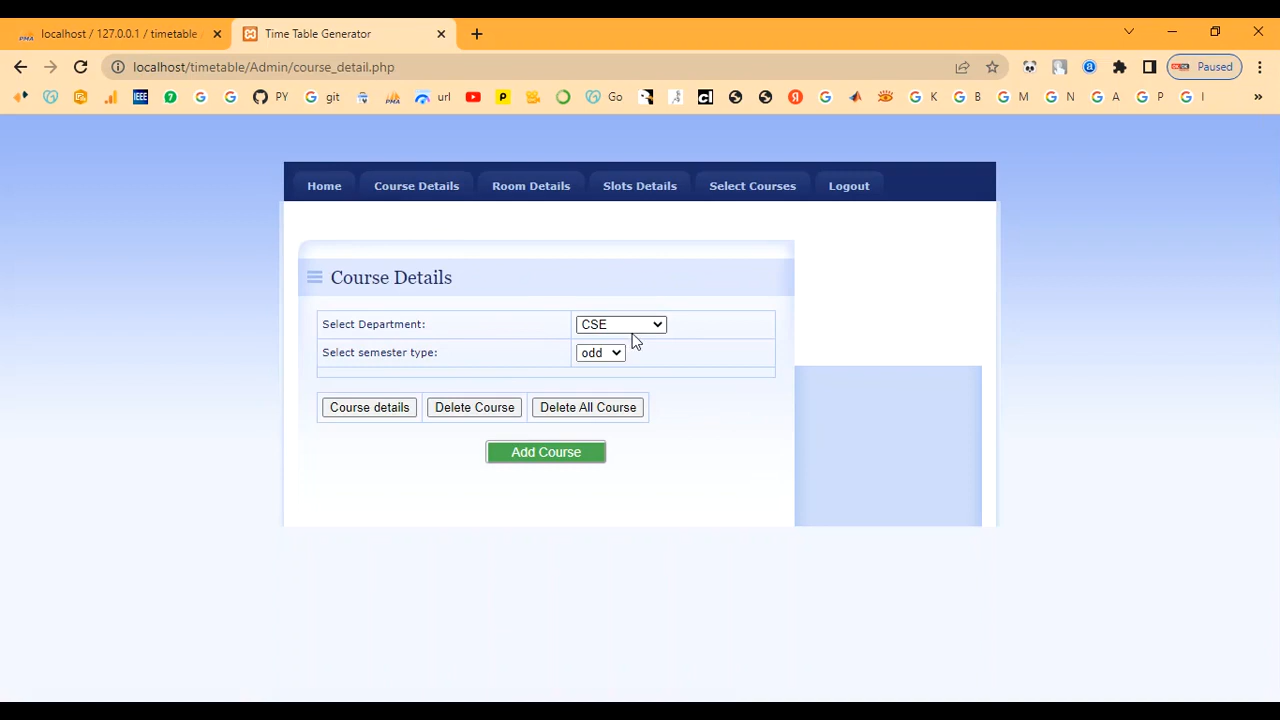 localhost / 127.0.0.1 / timetable
Time Table Generator
localhost/timetable/Admin/course_detail.php
Paused
IEEE
PY
git
url
Go
K
B
M
N
A
P
I
Home
Course Details
Room Details
Slots Details
Select Courses
Logout
Course Details
Select Department:
CSE
Select semester type:
odd
Course details
Delete Course
Delete All Course
Add Course